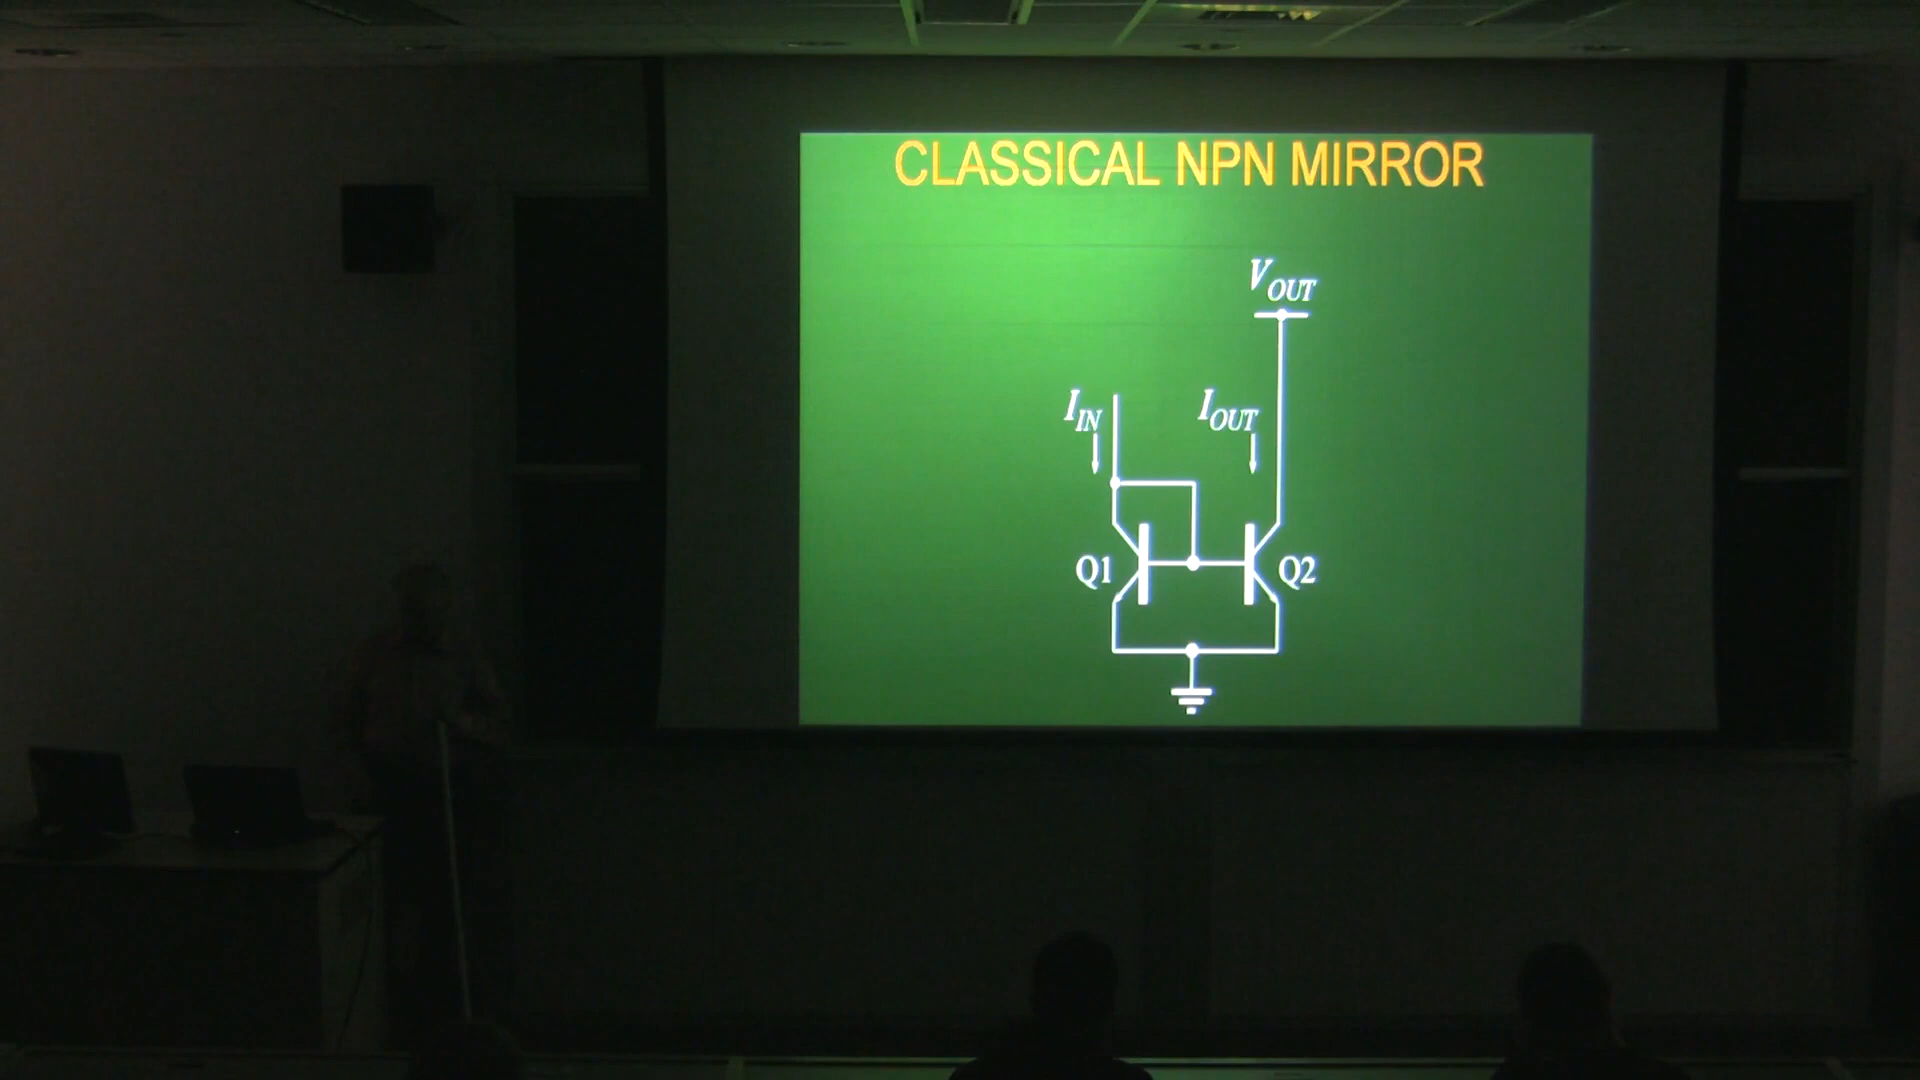 CLASSICAL NPN MIRROR
VOUT
IIN
IOUT
Q1
Q2